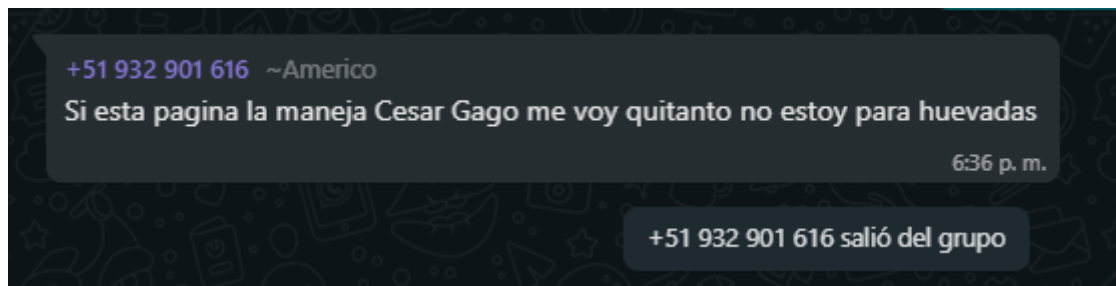 +51 932 901 616 ~Americo
Si esta pagina la maneja Cesar Gago me voy quitanto no estoy para huevadas
6:36 p. m.
+51 932 901 616 salió del grupo